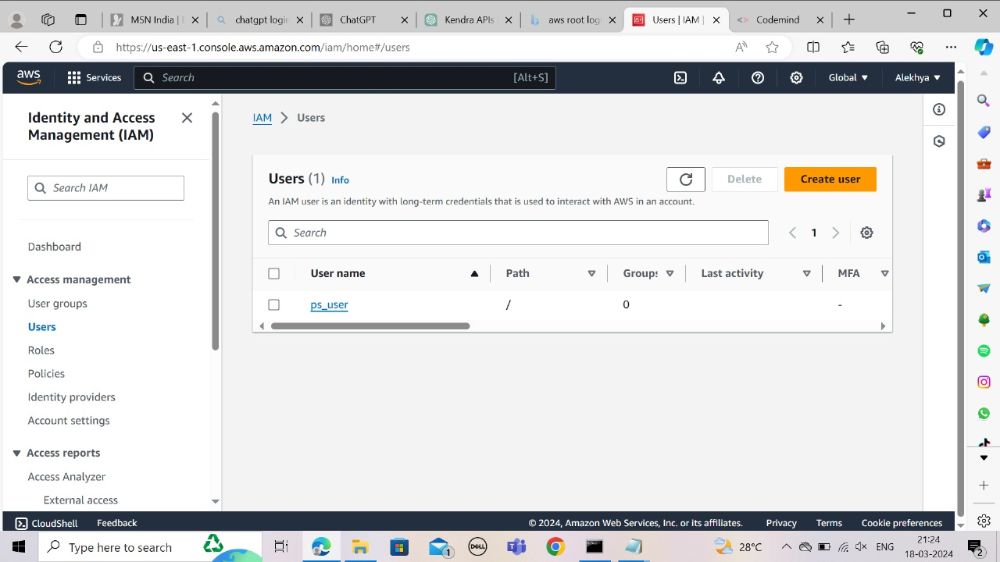 MSN India | 
chatgpt login
ChatGPT
Kendra APIs
aws root log
Users | IAM |
Codemind
https://us-east-1.console.aws.amazon.com/iam/home#/users
aws
Services
Search
[Alt+S]
Global
Alekhya
Identity and Access
Management (IAM)
Search IAM
Dashboard
Access management
User groups
Users
Roles
Policies
Identity providers
Account settings
Access reports
Access Analyzer
External access
IAM
Users
Users (1) Info
Delete
Create user
An IAM user is an identity with long-term credentials that is used to interact with AWS in an account.
Search
1
User name
Path
Groups
Last activity
MFA
ps_user
/
0
-
CloudShell
Feedback
© 2024, Amazon Web Services, Inc. or its affiliates.
Privacy
Terms
Cookie preferences
Type here to search
1
DELL
28°C
ENG
21:24
18-03-2024
2